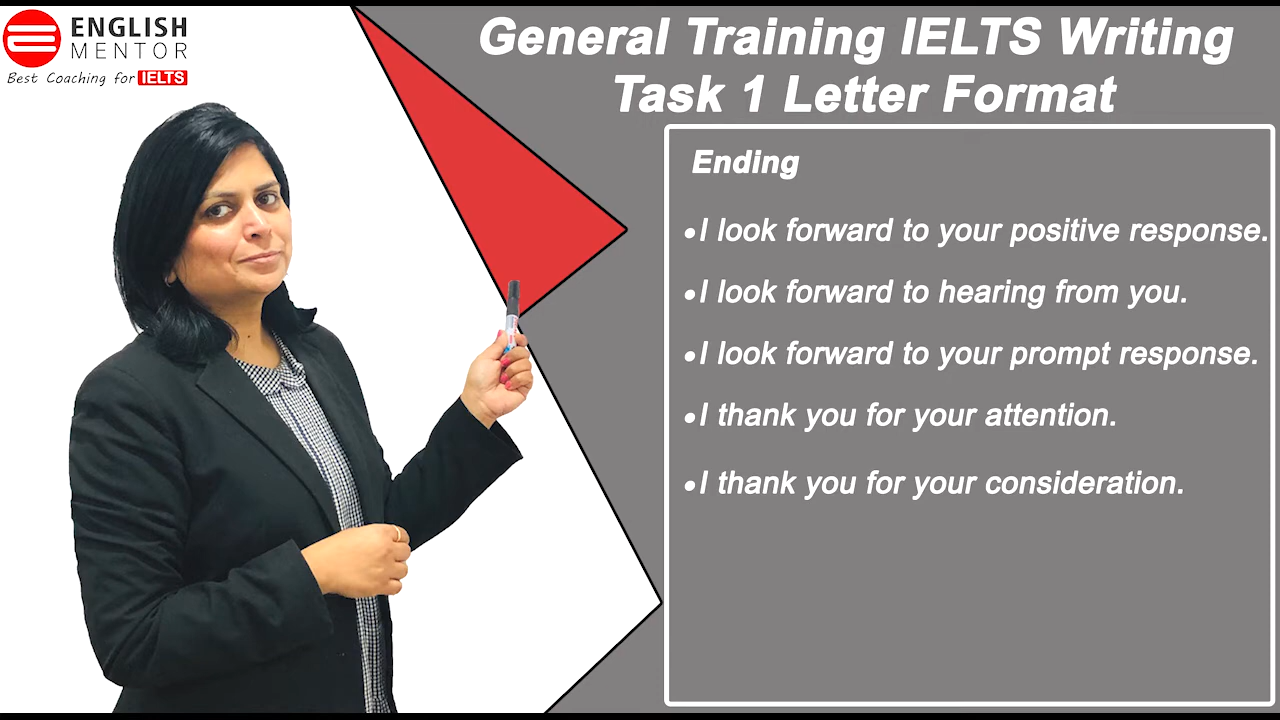 ENGLISH
MENTOR
Best Coaching for IELTS
General Training IELTS Writing
Task 1 Letter Format
Ending
•I look forward to your positive response.
•I look forward to hearing from you.
•I look forward to your prompt response.
•I thank you for your attention.
•I thank you for your consideration.